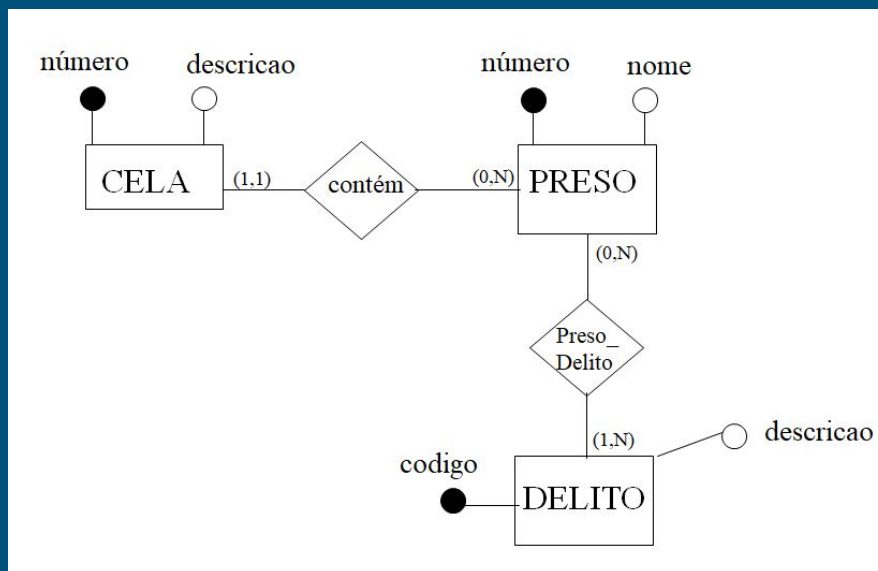 número
descricao
número
nome
CELA
(1,1)
contém
(0,N)
PRESO
(0,N)
Preso_
Delito
(1,N)
descricao
codigo
DELITO